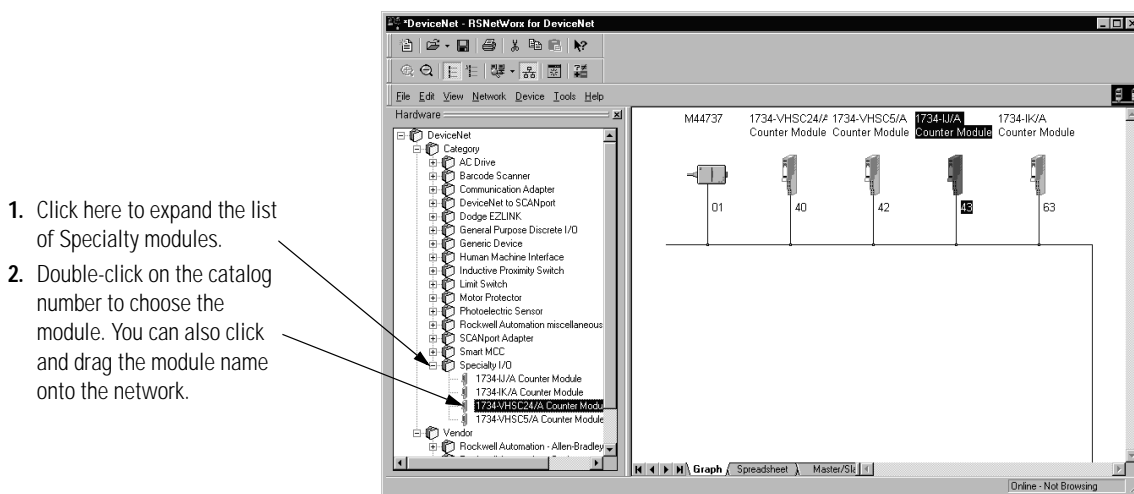 *DeviceNet - RSNetWorx for DeviceNet
File Edit View Network Device Tools Help
Hardware
DeviceNet
Category
AC Drive
Barcode Scanner
Communication Adapter
DeviceNet to SCANport
Dodge EZLINK
General Purpose Discrete I/O
Generic Device
Human Machine Interface
Inductive Proximity Switch
Limit Switch
Motor Protector
Photoelectric Sensor
Rockwell Automation miscellaneous
SCANport Adapter
Smart MCC
Specialty I/O
1734-IJ/A Counter Module
1734-IK/A Counter Module
1734-VHSC24/A Counter Modu
1734-VHSC5/A Counter Module
Vendor
Rockwell Automation - Allen-Bradley
M44737
1734-VHSC24/A
Counter Module
1734-VHSC5/A
Counter Module
1734-IJ/A
Counter Module
1734-IK/A
Counter Module
01
40
42
43
63
Graph
Spreadsheet
Master/Sla
Online - Not Browsing
1. Click here to expand the list
of Specialty modules.
2. Double-click on the catalog
number to choose the
module. You can also click
and drag the module name
onto the network.